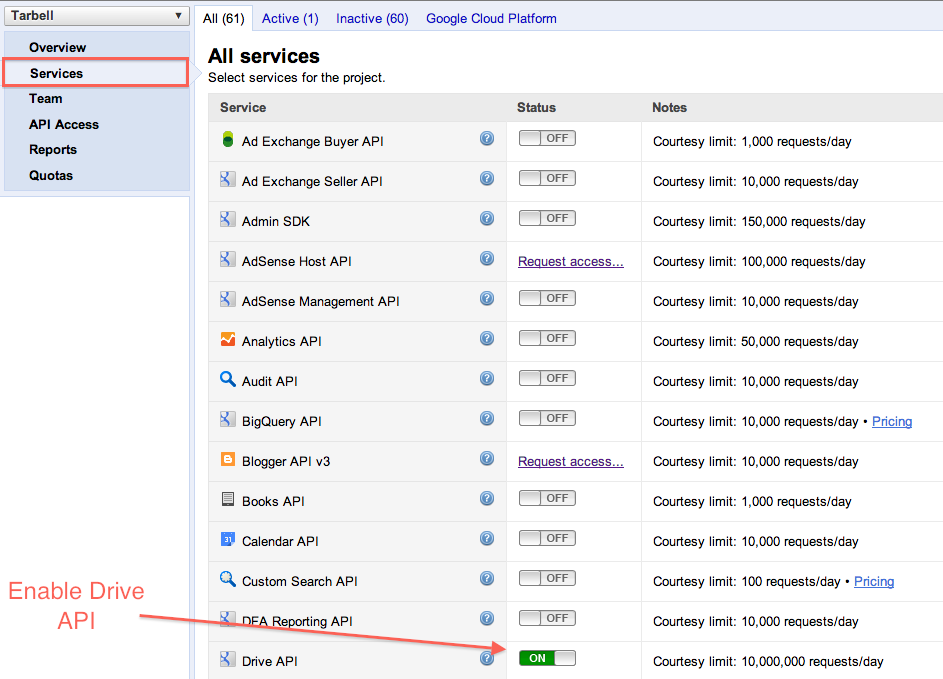 Tarbell
All (61) Active (1) Inactive (60) Google Cloud Platform
Overview
Services
Team
API Access
Reports
Quotas
All services
Select services for the project.
Service Status Notes
Ad Exchange Buyer API OFF Courtesy limit: 1,000 requests/day
Ad Exchange Seller API OFF Courtesy limit: 10,000 requests/day
Admin SDK OFF Courtesy limit: 150,000 requests/day
AdSense Host API Request access... Courtesy limit: 100,000 requests/day
AdSense Management API OFF Courtesy limit: 10,000 requests/day
Analytics API OFF Courtesy limit: 50,000 requests/day
Audit API OFF Courtesy limit: 10,000 requests/day
BigQuery API OFF Courtesy limit: 10,000 requests/day • Pricing
Blogger API v3 Request access... Courtesy limit: 10,000 requests/day
Books API OFF Courtesy limit: 1,000 requests/day
31 Calendar API OFF Courtesy limit: 10,000 requests/day
Custom Search API OFF Courtesy limit: 100 requests/day • Pricing
DFA Reporting API OFF Courtesy limit: 10,000 requests/day
Drive API ON Courtesy limit: 10,000,000 requests/day
Enable Drive
API